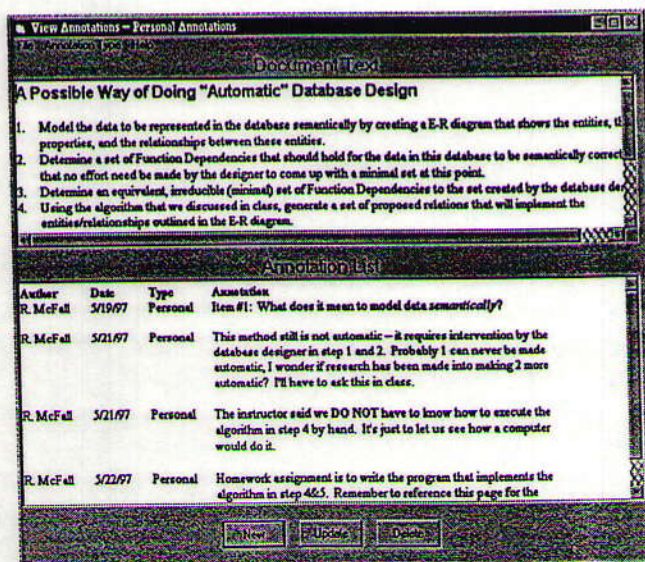 View Annotations – Personal Annotations
File Annotation Type Help
Document Text
A Possible Way of Doing "Automatic" Database Design
1. Model the data to be represented in the database semantically by creating a E-R diagram that shows the entities, th
properties, and the relationships between these entities.
2. Determine a set of Function Dependencies that should hold for the data in this database to be semantically correct
that no effort need be made by the designer to come up with a minimal set at this point.
3. Determine an equivalent, irreducible (minimal) set of Function Dependencies to the set created by the database de
4. Using the algorithm that we discussed in class, generate a set of proposed relations that will implement the
entities/relationships outlined in the E-R diagram.
Annotation List
Author Date Type Annotation
R. McFall 5/19/97 Personal Item #1: What does it mean to model data semantically?
R. McFall 5/21/97 Personal This method still is not automatic – it requires intervention by the
database designer in step 1 and 2. Probably 1 can never be made
automatic, I wonder if research has been made into making 2 more
automatic? I'll have to ask this in class.
R. McFall 5/21/97 Personal The instructor said we DO NOT have to know how to execute the
algorithm in step 4 by hand. It's just to let us see how a computer
would do it.
R. McFall 5/22/97 Personal Homework assignment is to write the program that implements the
algorithm in step 4&5. Remember to reference this page for the
New Update Delete